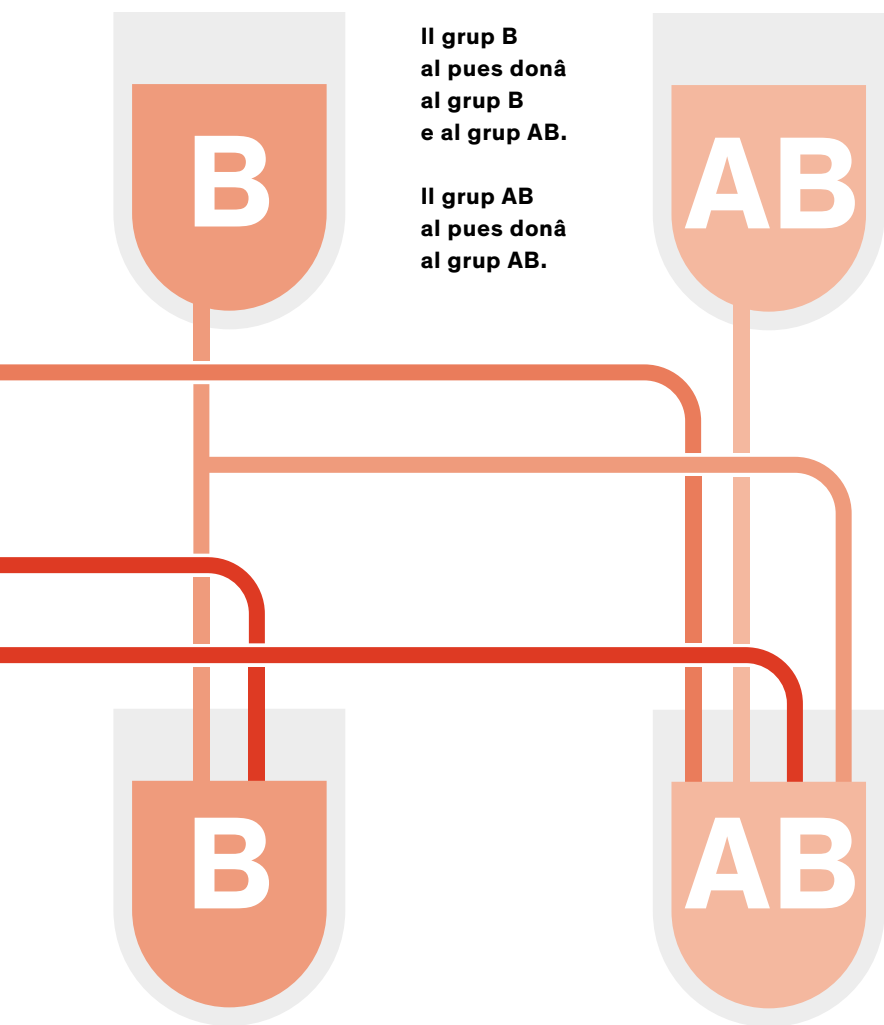 B
Il grup B
al pues donâ
al grup B
e al grup AB.
Il grup AB
al pues donâ
al grup AB.
AB
B
AB